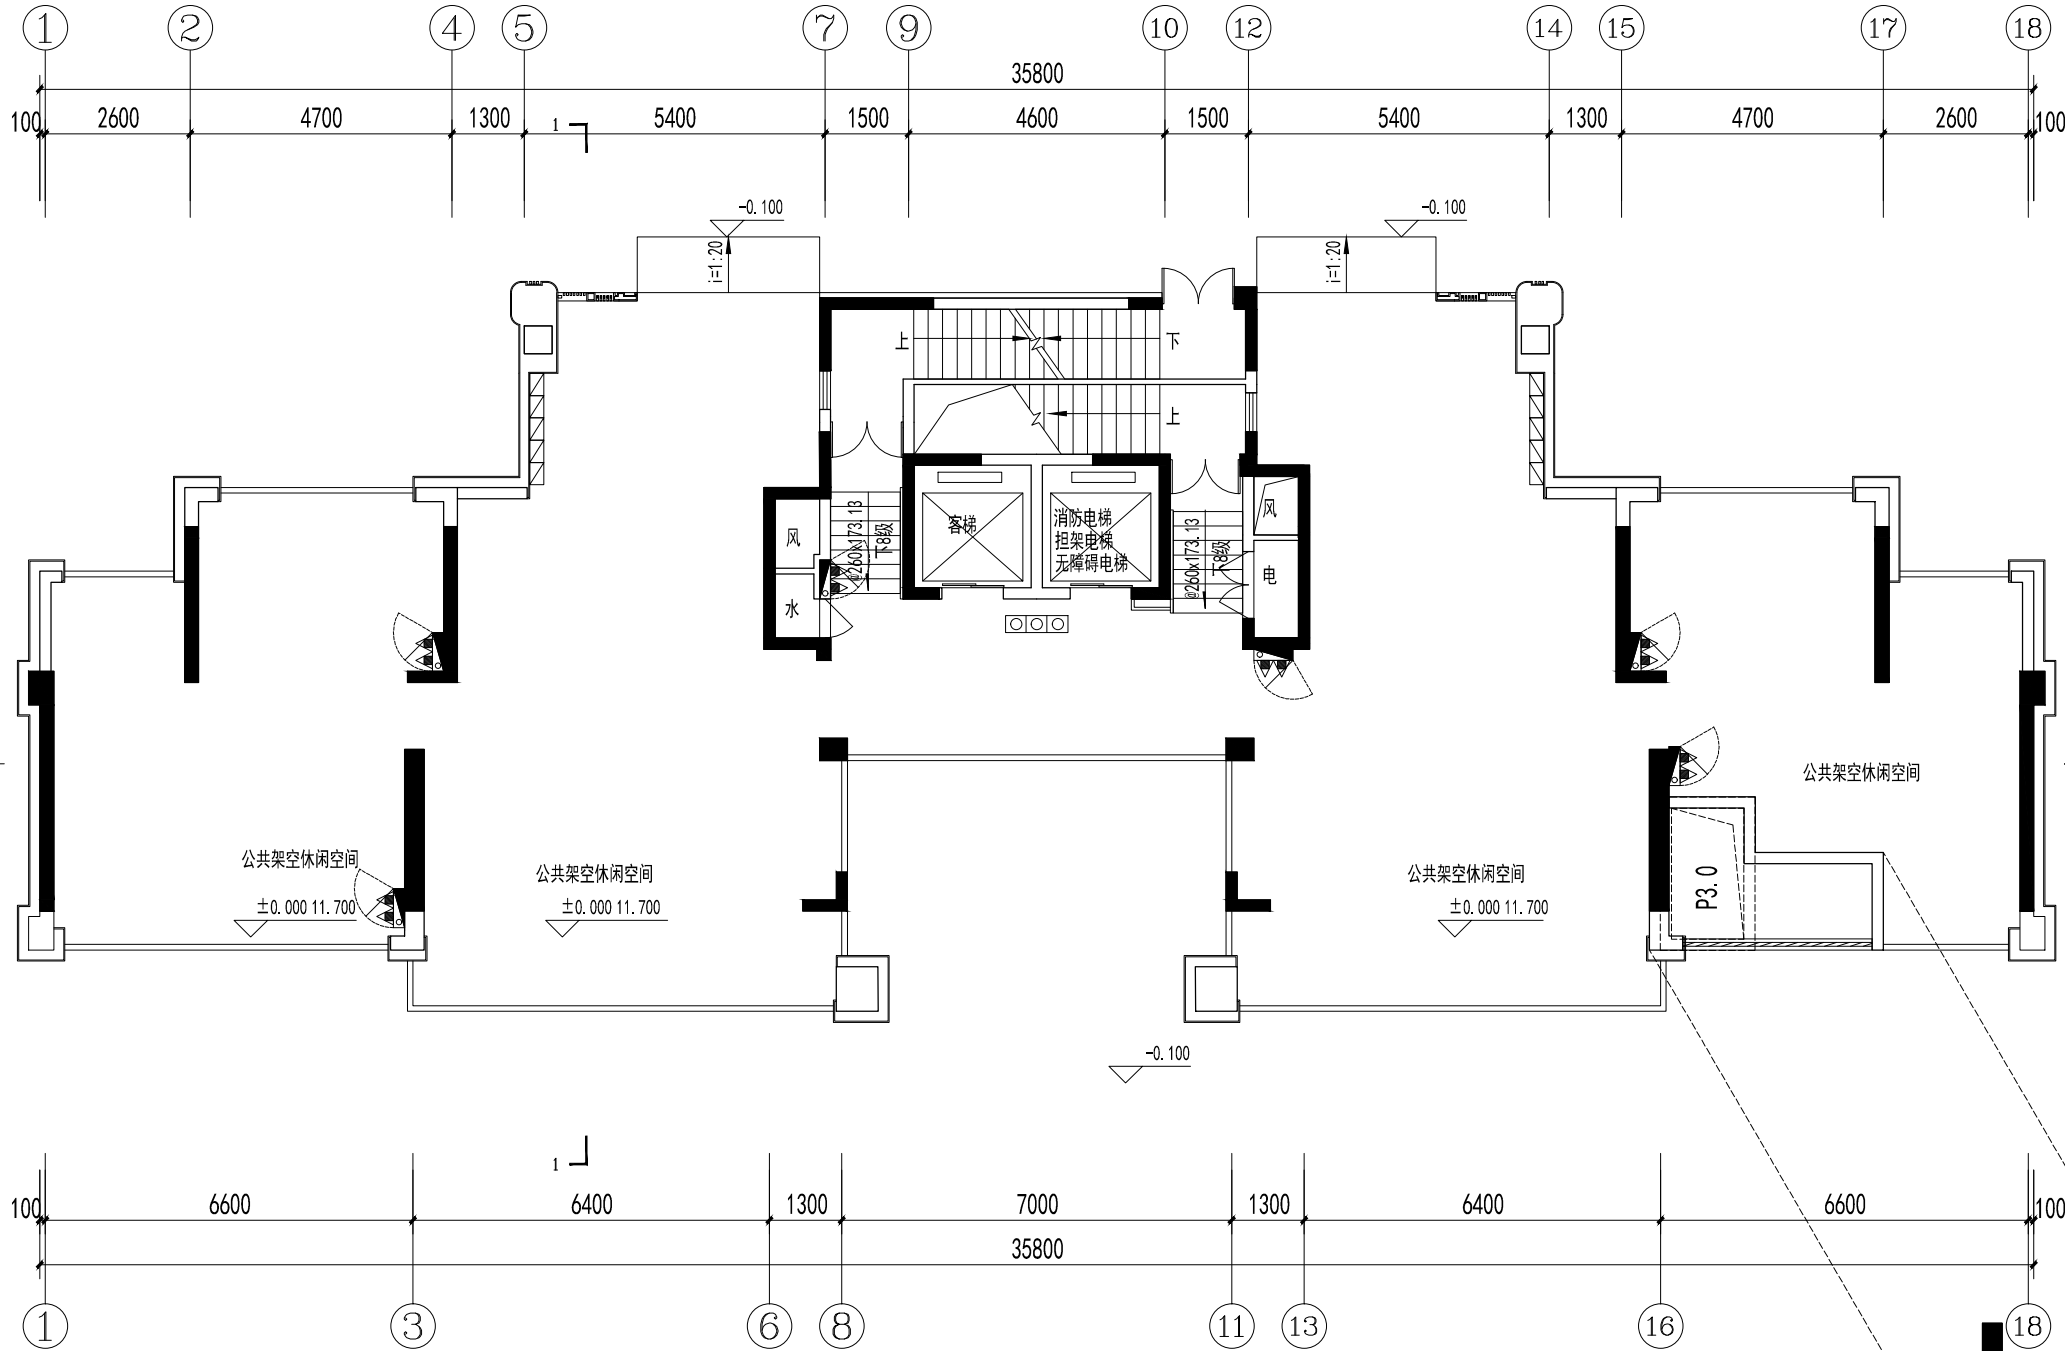 1 2 4 5 7 9 10 12 14 15 17 18
35800
100 2600 4700 1300 5400 1500 4600 1500 5400 1300 4700 2600 100
1
-0.100
-0.100
i=1:20
i=1:20
上
下
上
客梯
消防电梯
担架电梯
无障碍电梯
@260x173.13
下8级
@260x173.13
下8级
风
水
风
电
公共架空休闲空间
公共架空休闲空间
±0.000 11.700
公共架空休闲空间
±0.000 11.700
公共架空休闲空间
±0.000 11.700
P3.0
-0.100
1
100 6600 6400 1300 7000 1300 6400 6600 100
35800
1 3 6 8 11 13 16 18